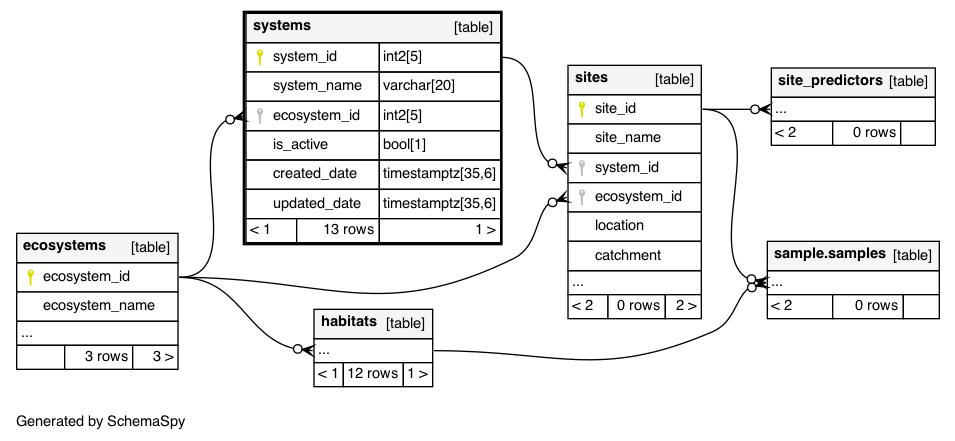 systems [table]
system_id int2[5]
system_name varchar[20]
ecosystem_id int2[5]
is_active bool[1]
created_date timestamptz[35,6]
updated_date timestamptz[35,6]
< 1 13 rows 1 >
sites [table]
site_id
site_name
system_id
ecosystem_id
location
catchment
...
< 2 0 rows 2 >
site_predictors [table]
...
< 2 0 rows
ecosystems [table]
ecosystem_id
ecosystem_name
...
3 rows 3 >
habitats [table]
...
< 1 12 rows 1 >
sample.samples [table]
...
< 2 0 rows
Generated by SchemaSpy